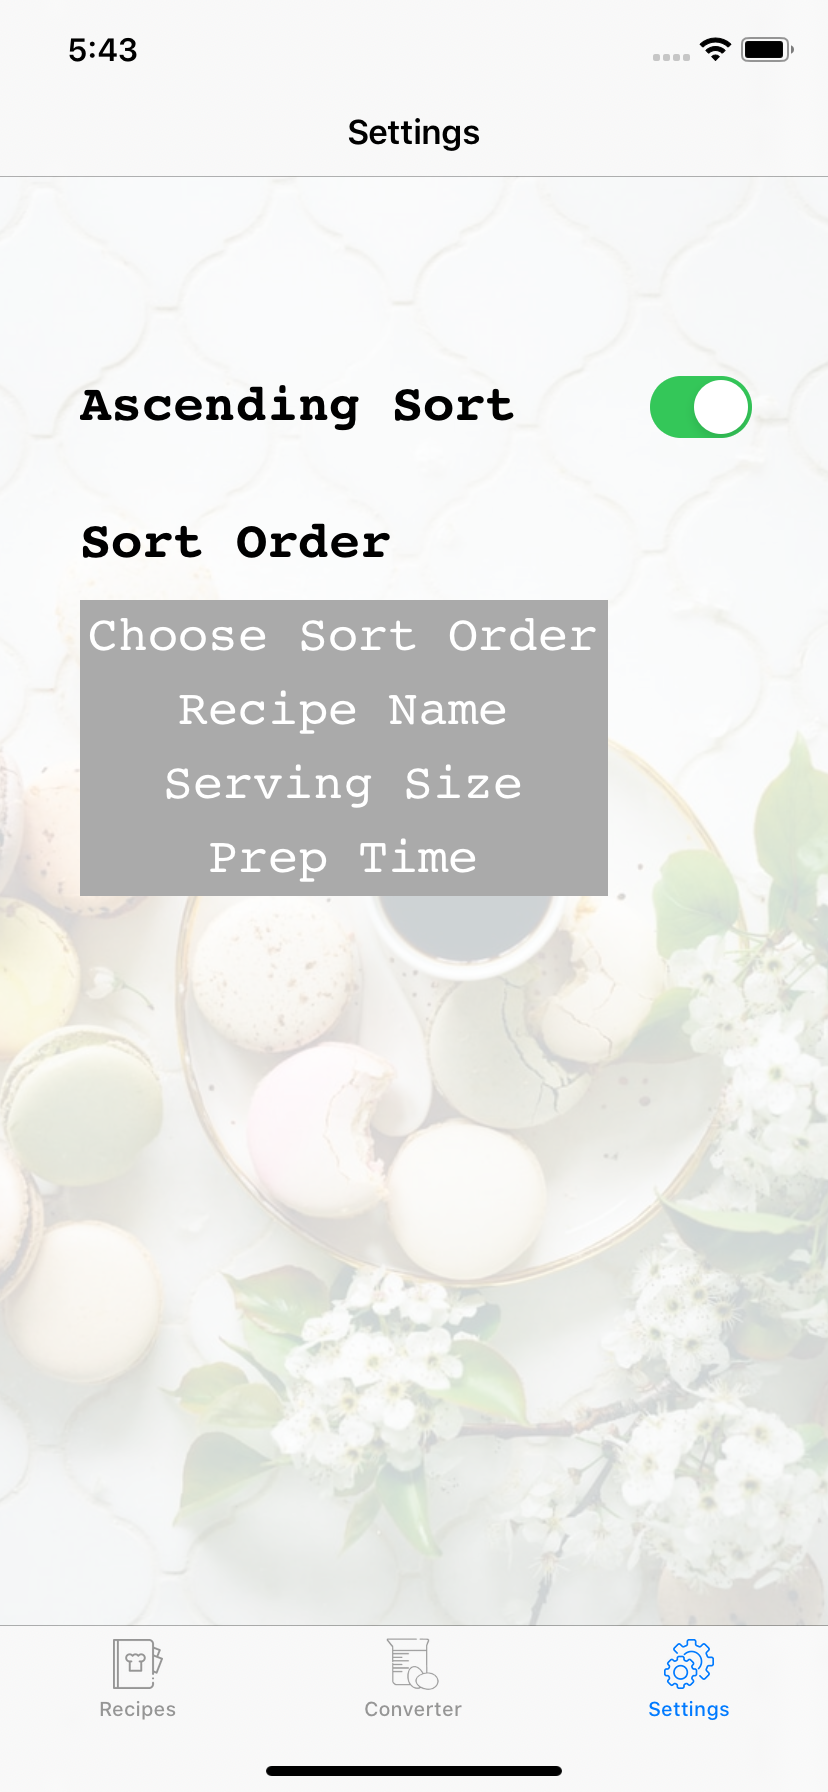 5:43
Settings
Ascending Sort
Sort Order
Choose Sort Order
Recipe Name
Serving Size
Prep Time
Recipes
Converter
Settings